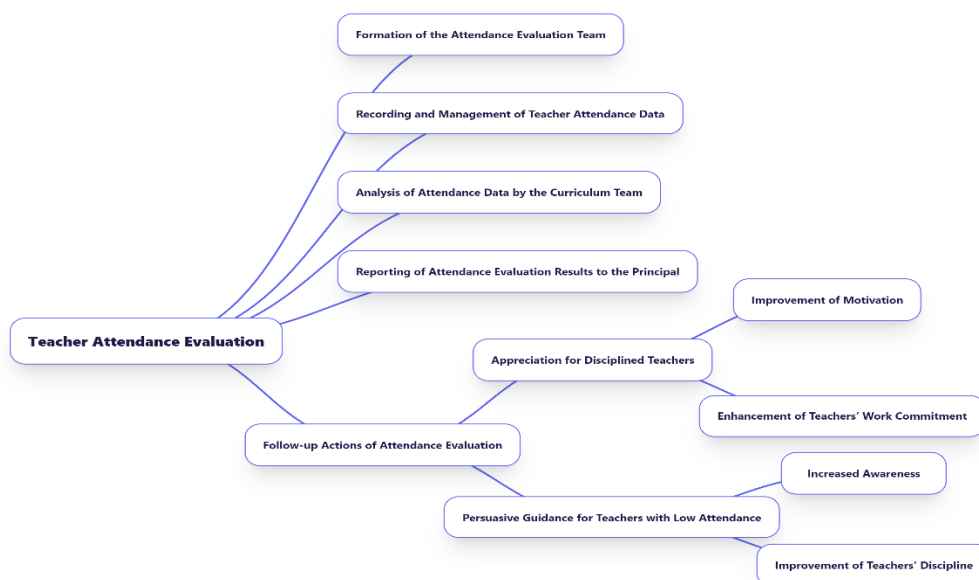 Formation of the Attendance Evaluation Team
Recording and Management of Teacher Attendance Data
Analysis of Attendance Data by the Curriculum Team
Reporting of Attendance Evaluation Results to the Principal
Improvement of Motivation
Teacher Attendance Evaluation
Appreciation for Disciplined Teachers
Enhancement of Teachers’ Work Commitment
Follow-up Actions of Attendance Evaluation
Increased Awareness
Persuasive Guidance for Teachers with Low Attendance
Improvement of Teachers’ Discipline